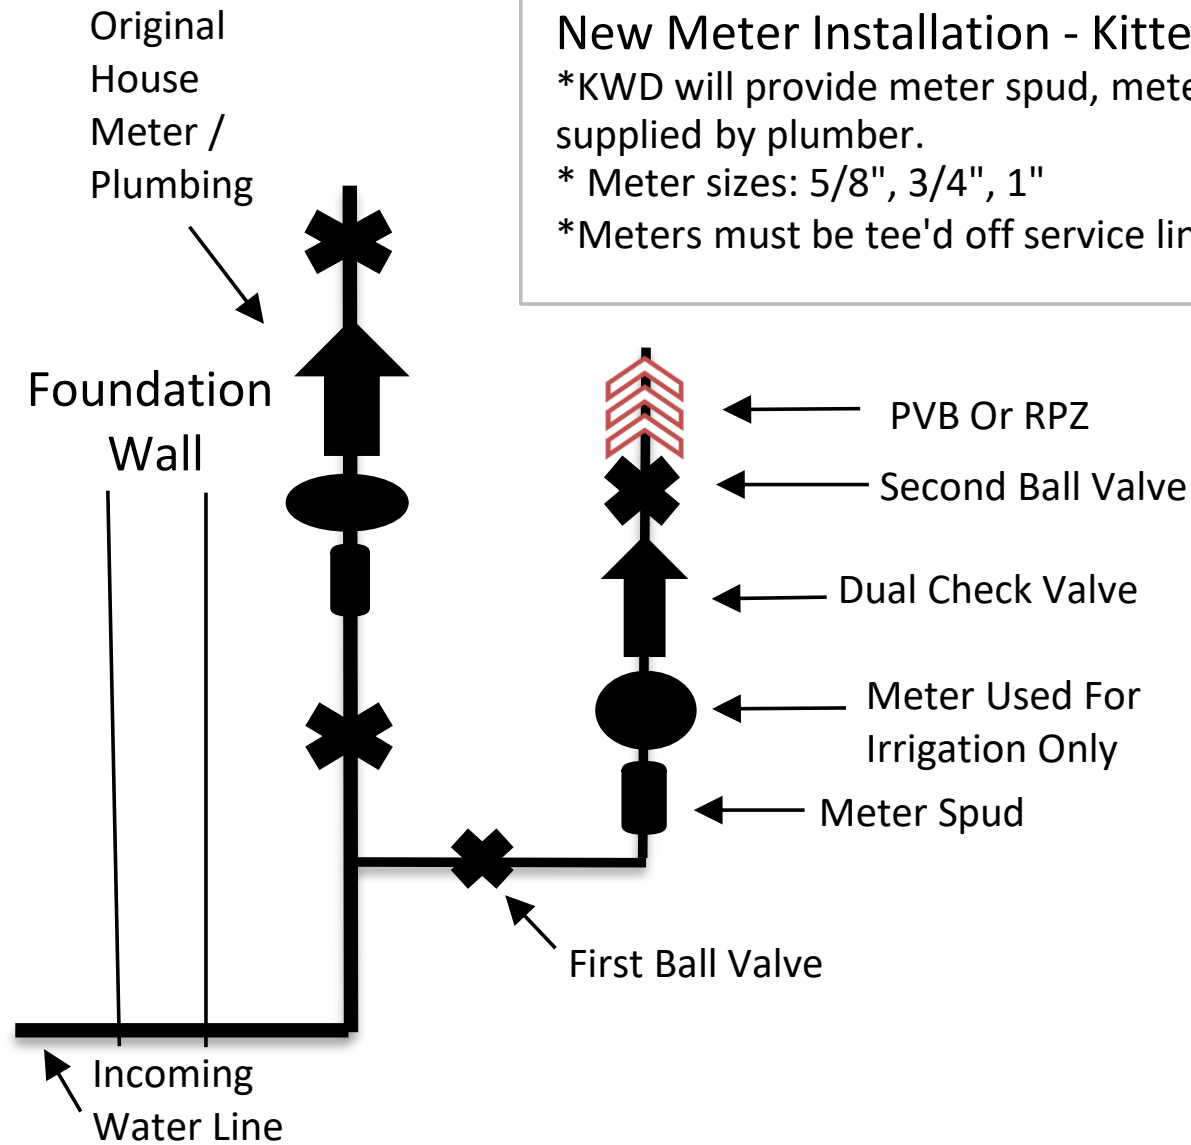 Original
House
Meter /
Plumbing
New Meter Installation - Kitte
*KWD will provide meter spud, mete
supplied by plumber.
* Meter sizes: 5/8", 3/4", 1"
*Meters must be tee'd off service lin
Foundation
Wall
PVB Or RPZ
Second Ball Valve
Dual Check Valve
Meter Used For
Irrigation Only
Meter Spud
First Ball Valve
Incoming
Water Line